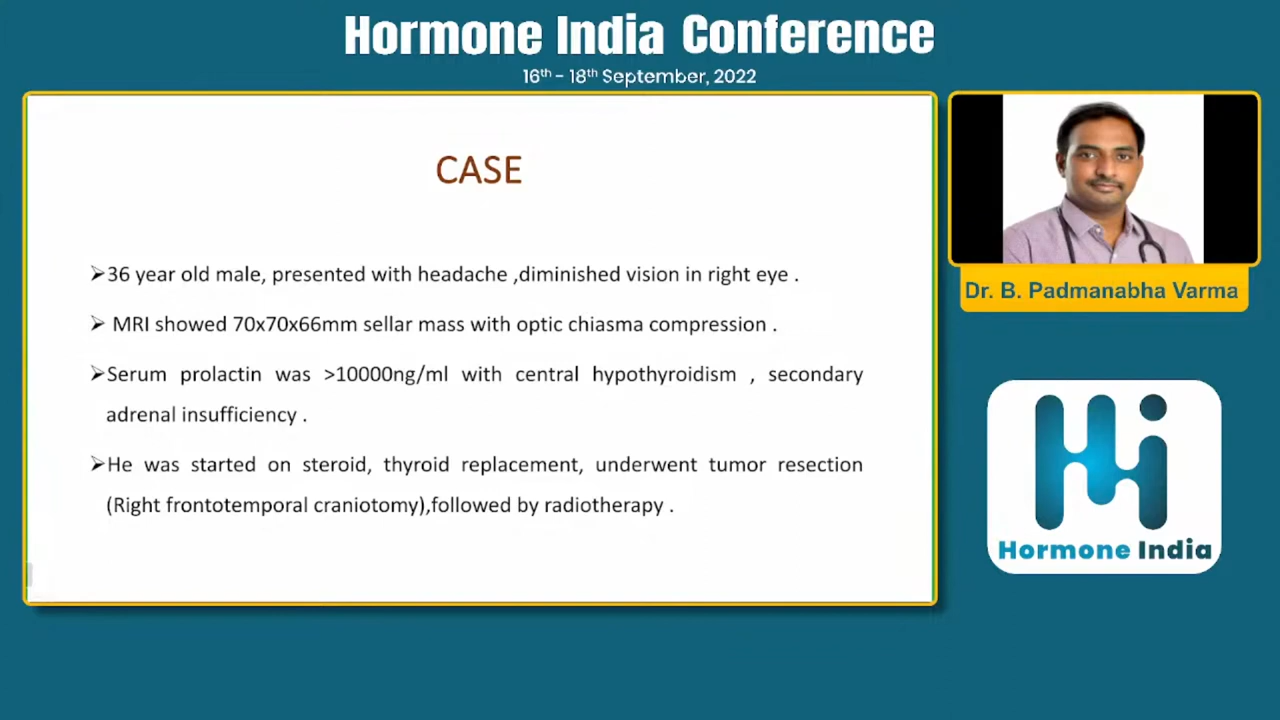 Hormone India Conference
16th - 18th September, 2022
CASE
➢36 year old male, presented with headache ,diminished vision in right eye .
➢ MRI showed 70x70x66mm sellar mass with optic chiasma compression .
➢Serum prolactin was >10000ng/ml with central hypothyroidism , secondary
adrenal insufficiency .
➢He was started on steroid, thyroid replacement, underwent tumor resection
(Right frontotemporal craniotomy),followed by radiotherapy .
Dr. B. Padmanabha Varma
Hormone India